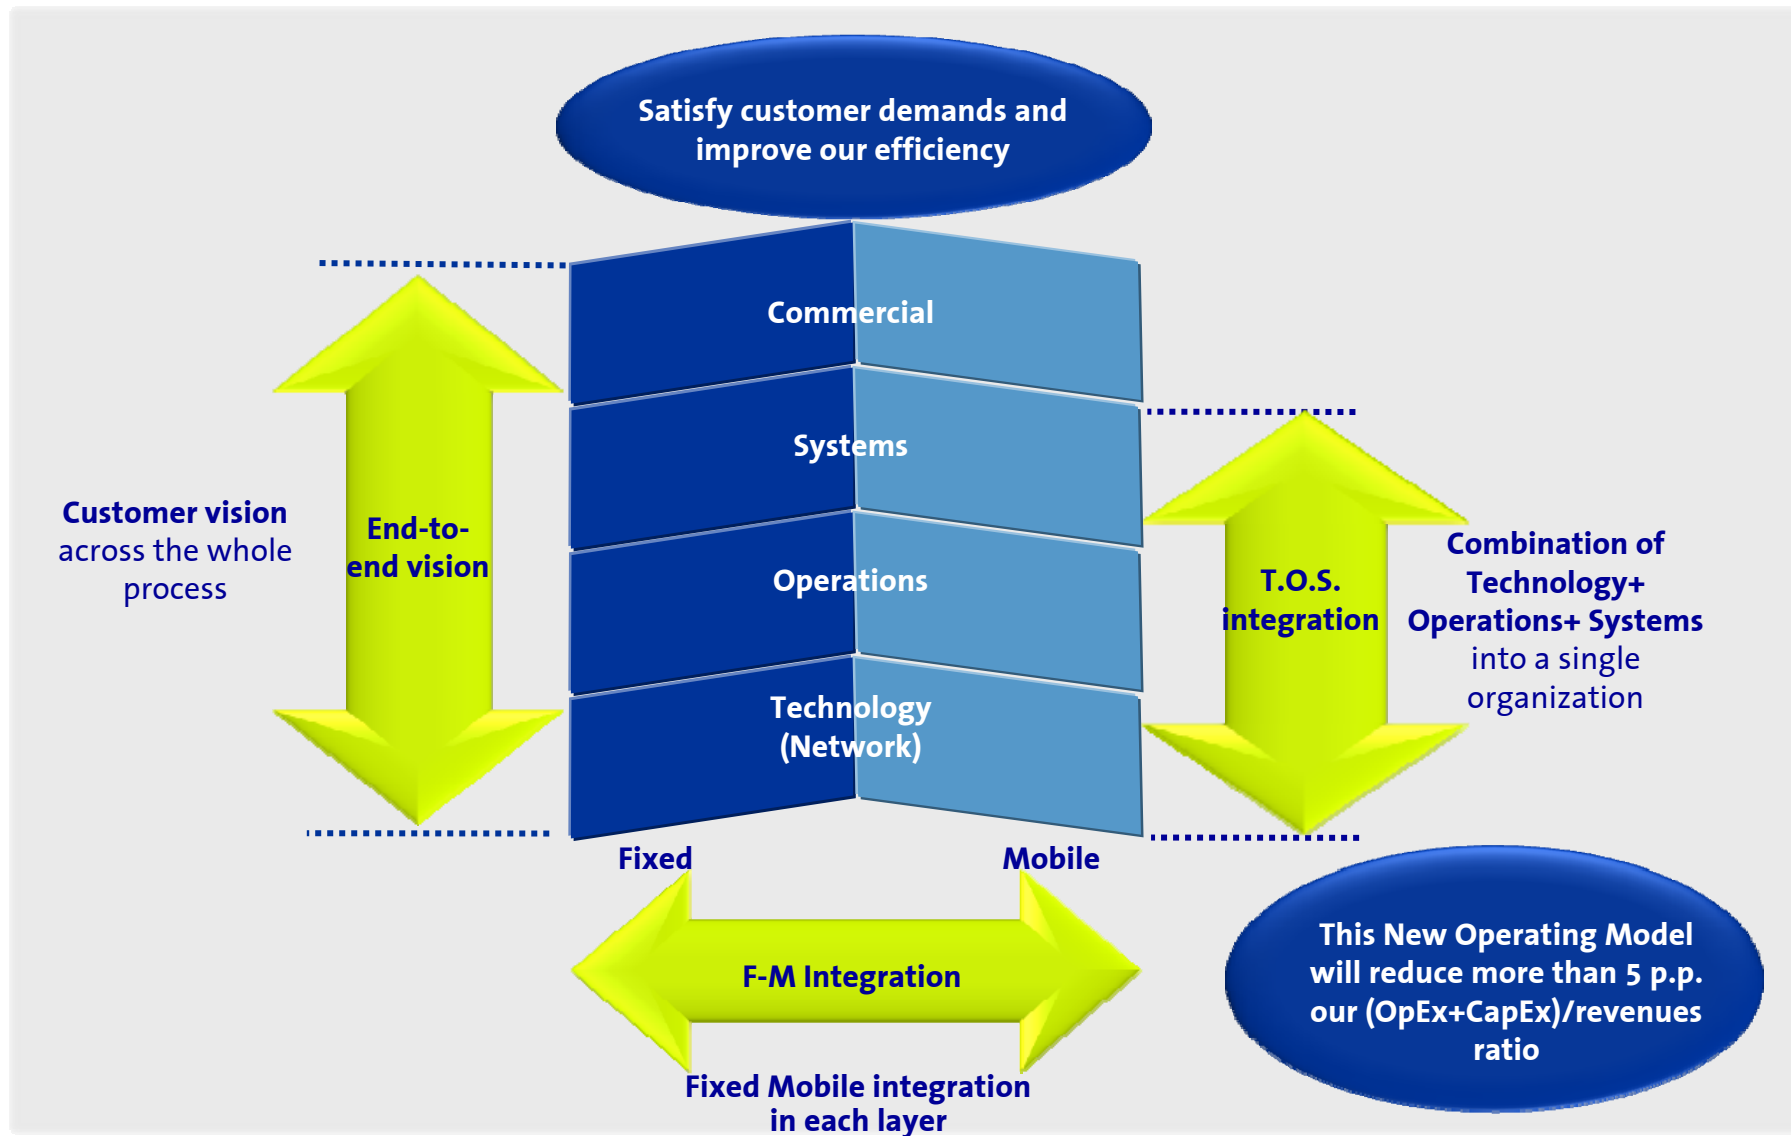 Satisfy customer demands and
improve our efficiency
Commercial
Systems
Operations
Technology
(Network)
Customer vision
across the whole
process
End-to-
end vision
T.O.S.
integration
Combination of
Technology+
Operations+ Systems
into a single
organization
Fixed
Mobile
F-M Integration
Fixed Mobile integration
in each layer
This New Operating Model
will reduce more than 5 p.p.
our (OpEx+CapEx)/revenues
ratio